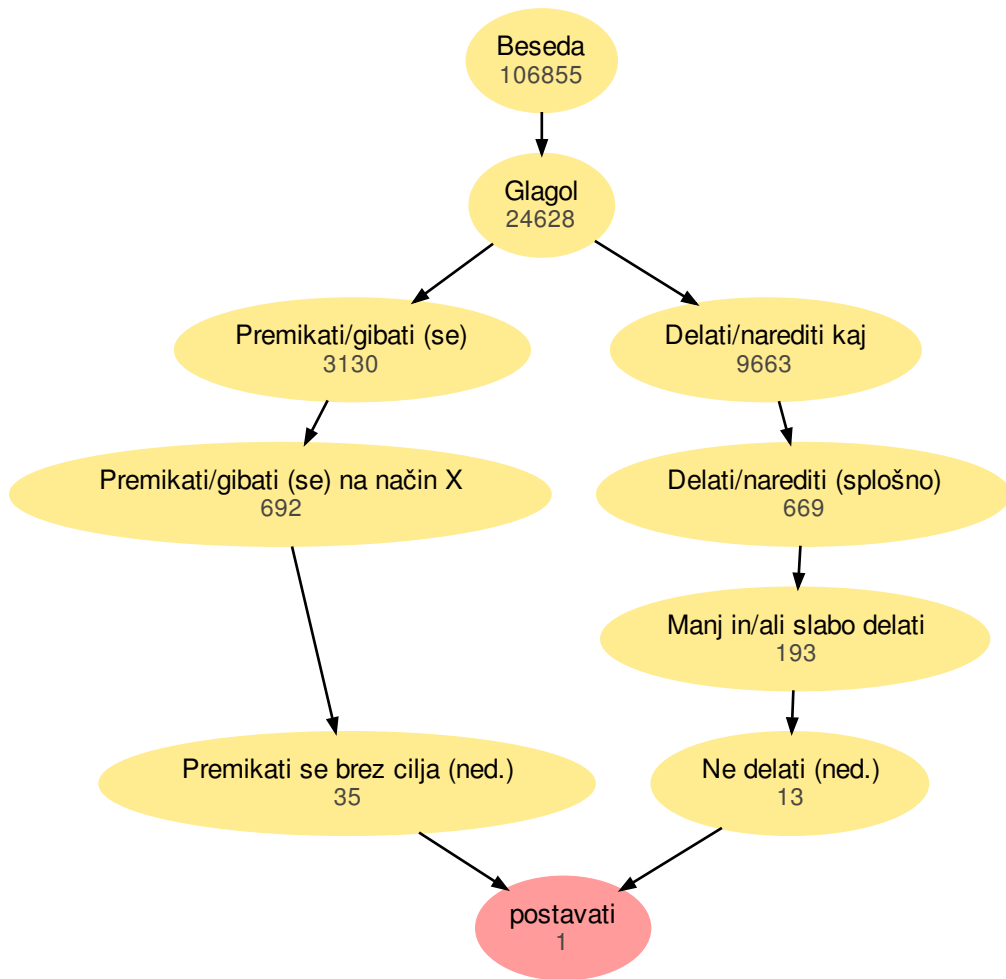 Beseda
106855
Glagol
24628
Premikati/gibati (se)
3130
Delati/narediti kaj
9663
Premikati/gibati (se) na način X
692
Delati/narediti (splošno)
669
Manj in/ali slabo delati
193
Premikati se brez cilja (ned.)
35
Ne delati (ned.)
13
postavati
1